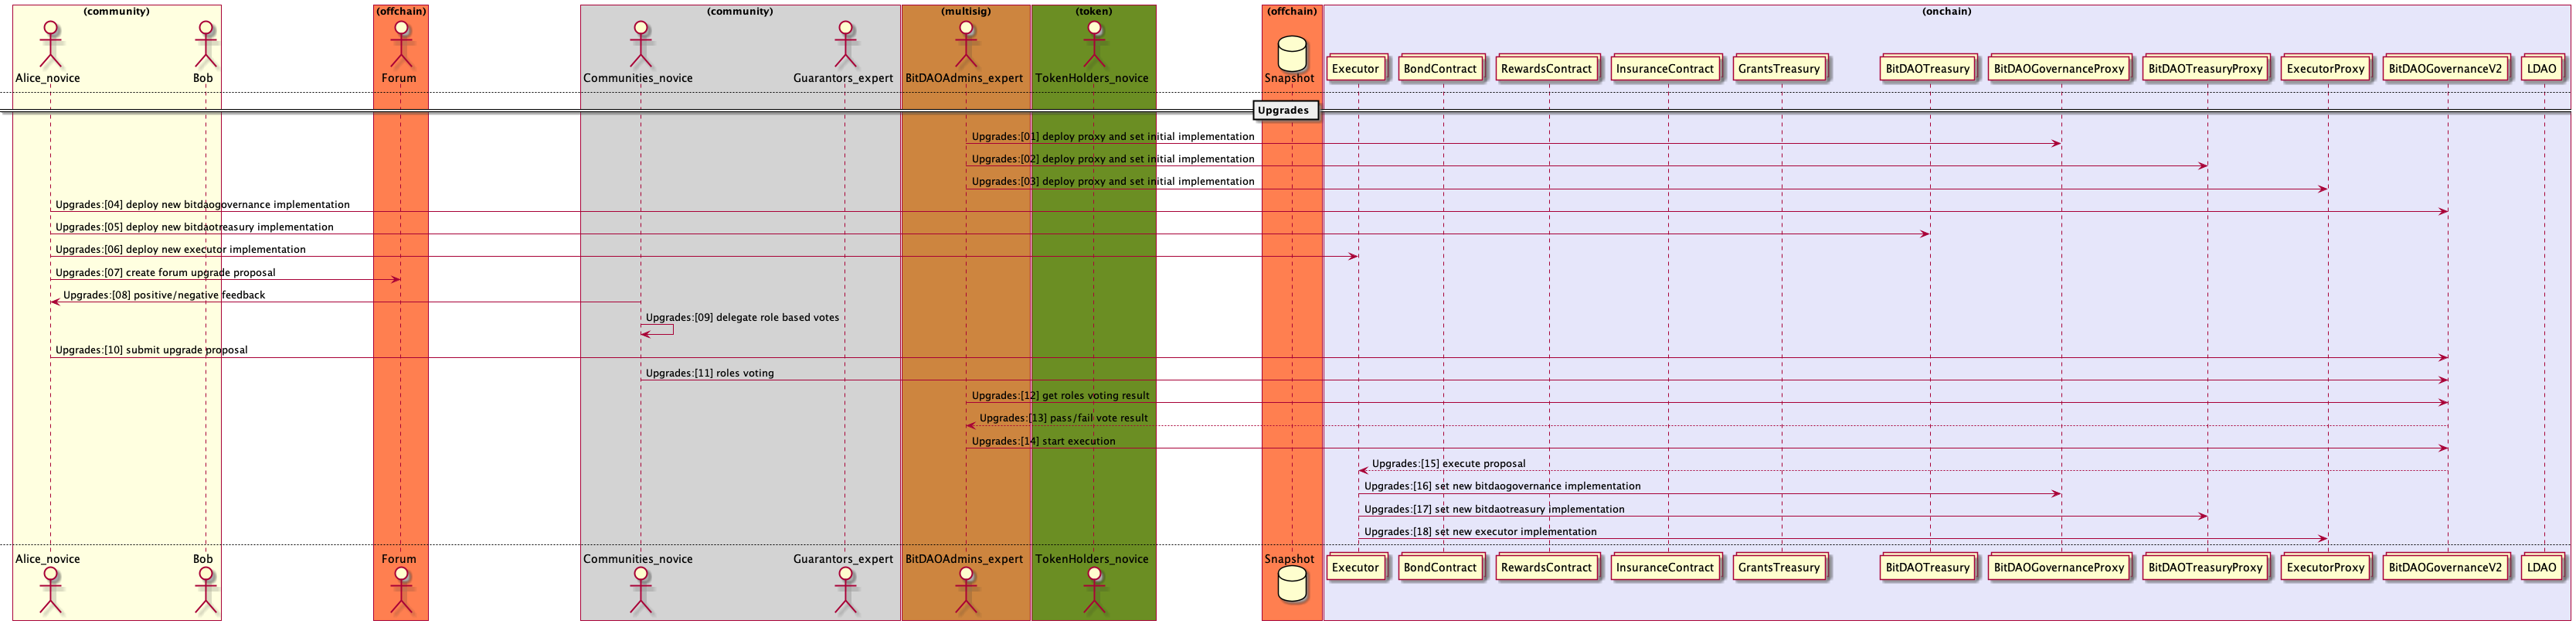 (community)
(offchain)
(community)
(multisig)
(token)
(offchain)
(onchain)
Alice_novice
Bob
Forum
Communities_novice
Guarantors_expert
BitDAOAdmins_expert
TokenHolders_novice
Snapshot
Executor
BondContract
RewardsContract
InsuranceContract
GrantsTreasury
BitDAOTreasury
BitDAOGovernanceProxy
BitDAOTreasuryProxy
ExecutorProxy
BitDAOGovernanceV2
LDAO
Upgrades
Upgrades:[01] deploy proxy and set initial implementation
Upgrades:[02] deploy proxy and set initial implementation
Upgrades:[03] deploy proxy and set initial implementation
Upgrades:[04] deploy new bitdaogovernance implementation
Upgrades:[05] deploy new bitdaotreasury implementation
Upgrades:[06] deploy new executor implementation
Upgrades:[07] create forum upgrade proposal
Upgrades:[08] positive/negative feedback
Upgrades:[09] delegate role based votes
Upgrades:[10] submit upgrade proposal
Upgrades:[11] roles voting
Upgrades:[12] get roles voting result
Upgrades:[13] pass/fail vote result
Upgrades:[14] start execution
Upgrades:[15] execute proposal
Upgrades:[16] set new bitdaogovernance implementation
Upgrades:[17] set new bitdaotreasury implementation
Upgrades:[18] set new executor implementation
Alice_novice
Bob
Forum
Communities_novice
Guarantors_expert
BitDAOAdmins_expert
TokenHolders_novice
Snapshot
Executor
BondContract
RewardsContract
InsuranceContract
GrantsTreasury
BitDAOTreasury
BitDAOGovernanceProxy
BitDAOTreasuryProxy
ExecutorProxy
BitDAOGovernanceV2
LDAO